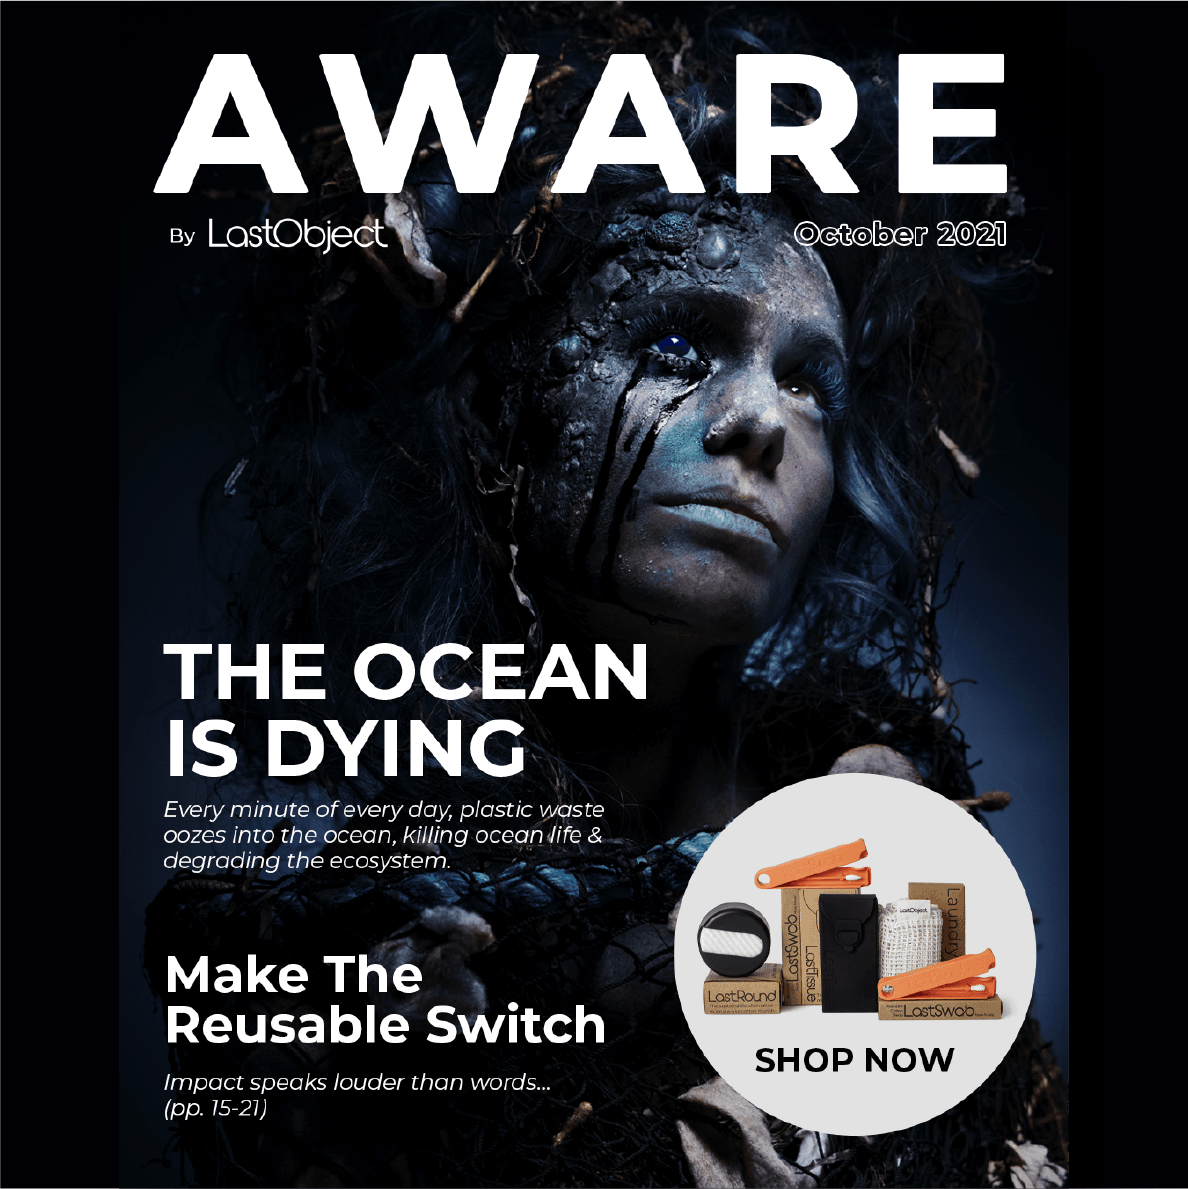 AWARE
By LastObject
October 2021
THE OCEAN
IS DYING
Every minute of every day, plastic waste
oozes into the ocean, killing ocean life &
degrading the ecosystem.
Make The
Reusable Switch
Impact speaks louder than words...
(pp. 15-21)
LastSwab
LastTissue
LastObject
Laundry
LastRound
LastSwab
SHOP NOW